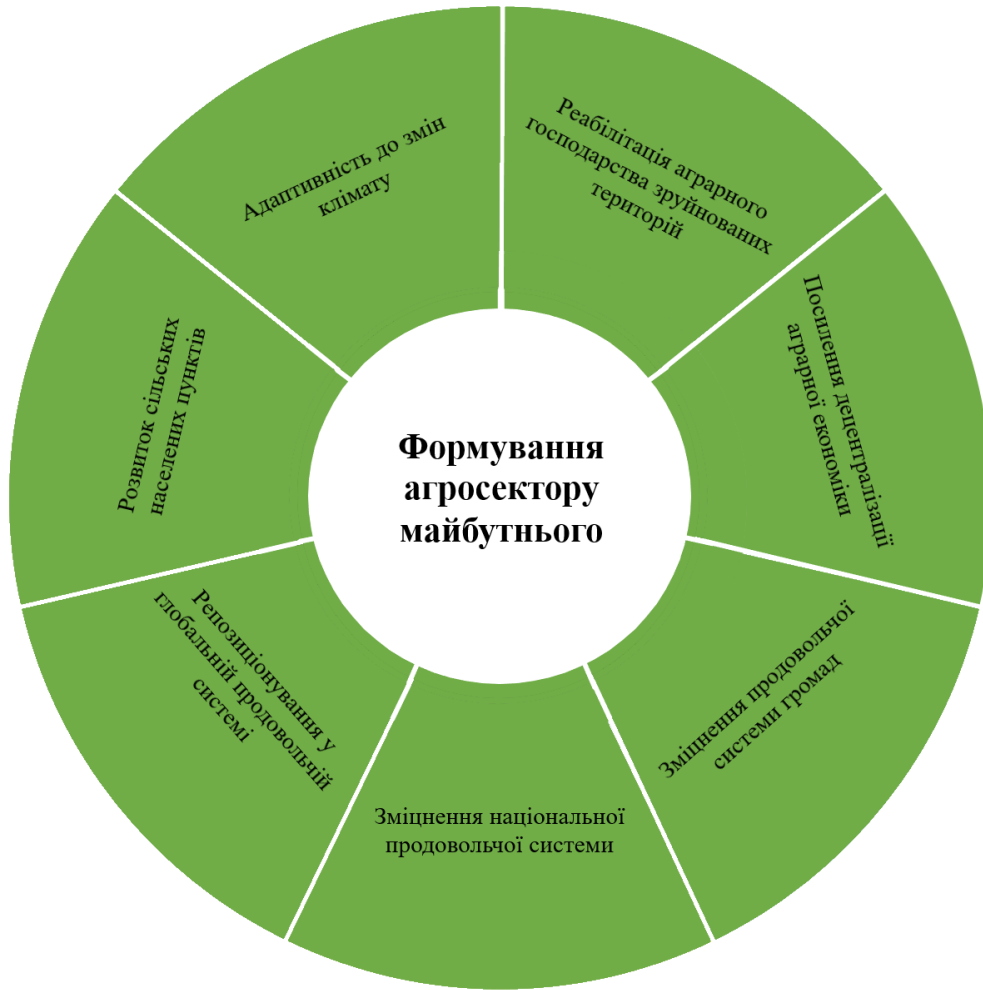 Реабілітація аграрного
господарства зруйнованих
територій
Посилення децентралізації
аграрної економіки
Зміцнення продовольчої
системи громад
Зміцнення національної
продовольчої системи
Репозиціонування у
глобальній продовольчій
системі
Розвиток сільських
населених пунктів
Адаптивність до змін
клімату
Формування
агросектору
майбутнього